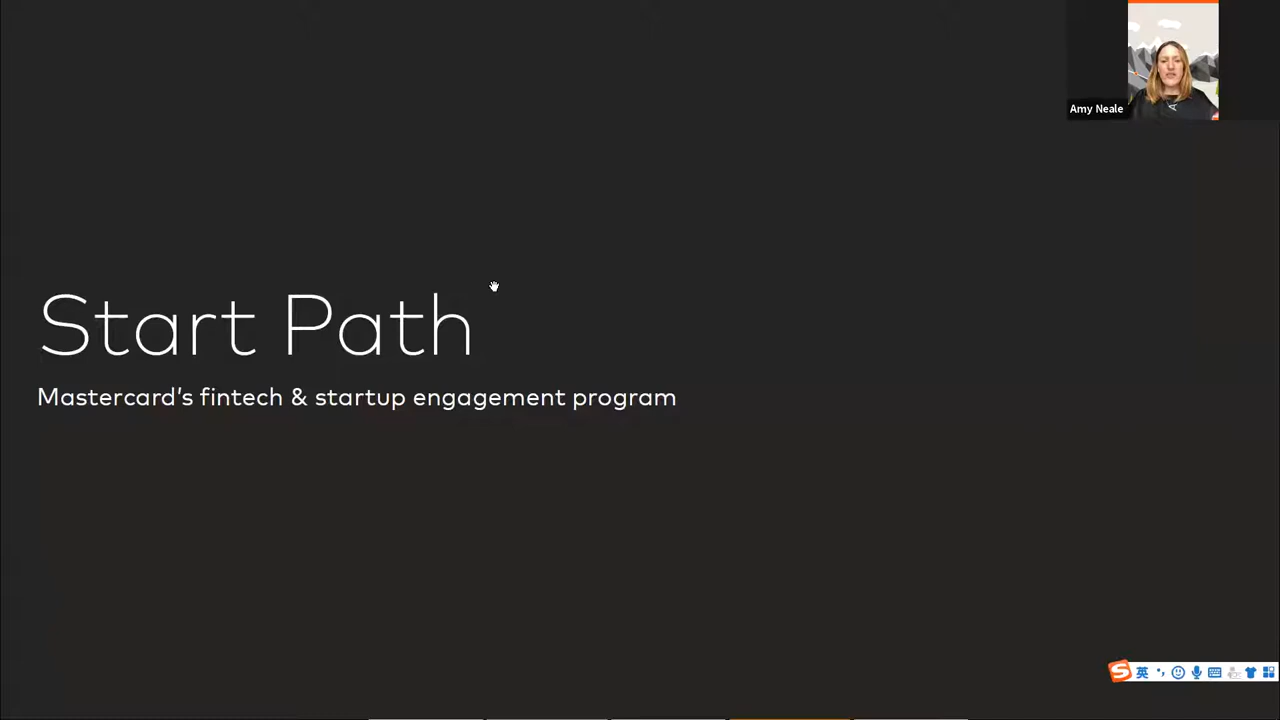 Amy Neale
Start Path
Mastercard's fintech & startup engagement program
英